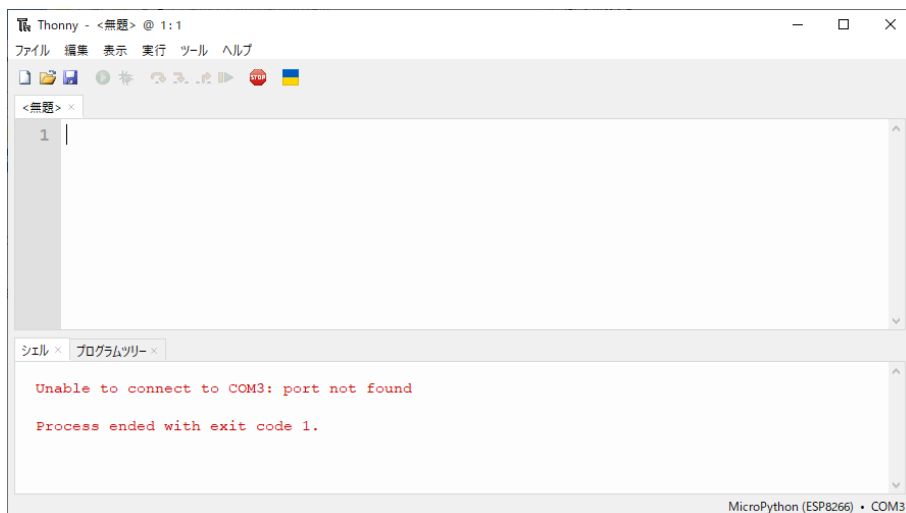 Thonny - <無題> @ 1:1
ファイル 編集 表示 実行 ツール ヘルプ
STOP
<無題> ×
1
シェル × プログラムツリー ×
Unable to connect to COM3: port not found
Process ended with exit code 1.
MicroPython (ESP8266) • COM3